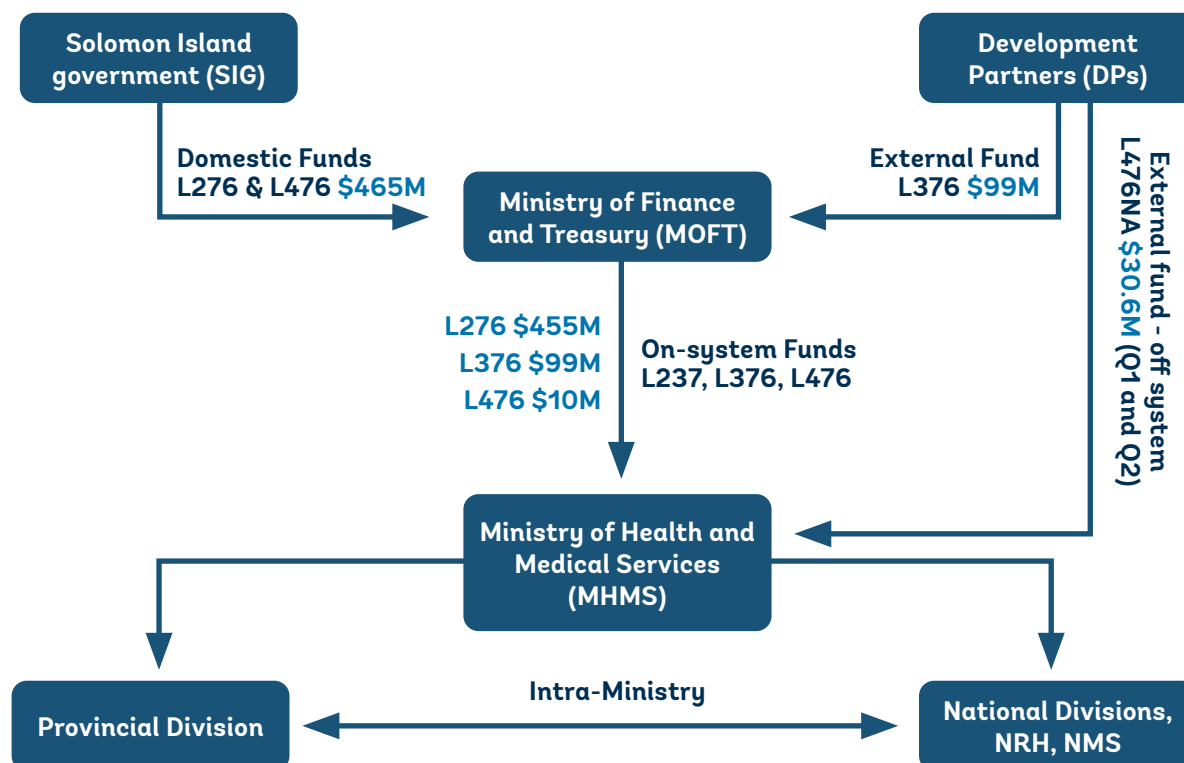 Solomon Island
government (SIG)
Development
Partners (DPs)
Domestic Funds
L276 & L476 $465M
External Fund
L376 $99M
External fund - off system
L476NA $30.6M (Q1 and Q2)
Ministry of Finance
and Treasury (MOFT)
L276 $455M
L376 $99M
L476 $10M
On-system Funds
L237, L376, L476
Ministry of Health and
Medical Services
(MHMS)
Intra-Ministry
Provincial Division
National Divisions,
NRH, NMS